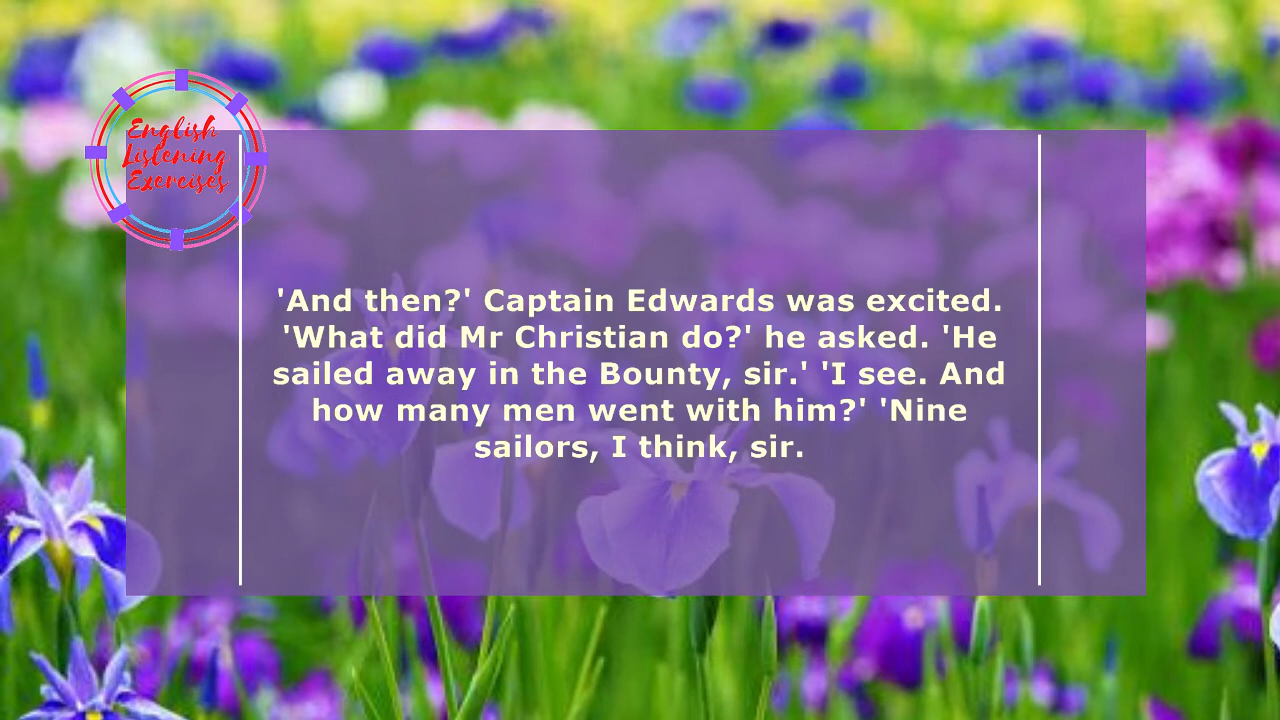 English
Listening
Exercises
'And then?' Captain Edwards was excited.
'What did Mr Christian do?' he asked. 'He
sailed away in the Bounty, sir.' 'I see. And
how many men went with him?' 'Nine
sailors, I think, sir.